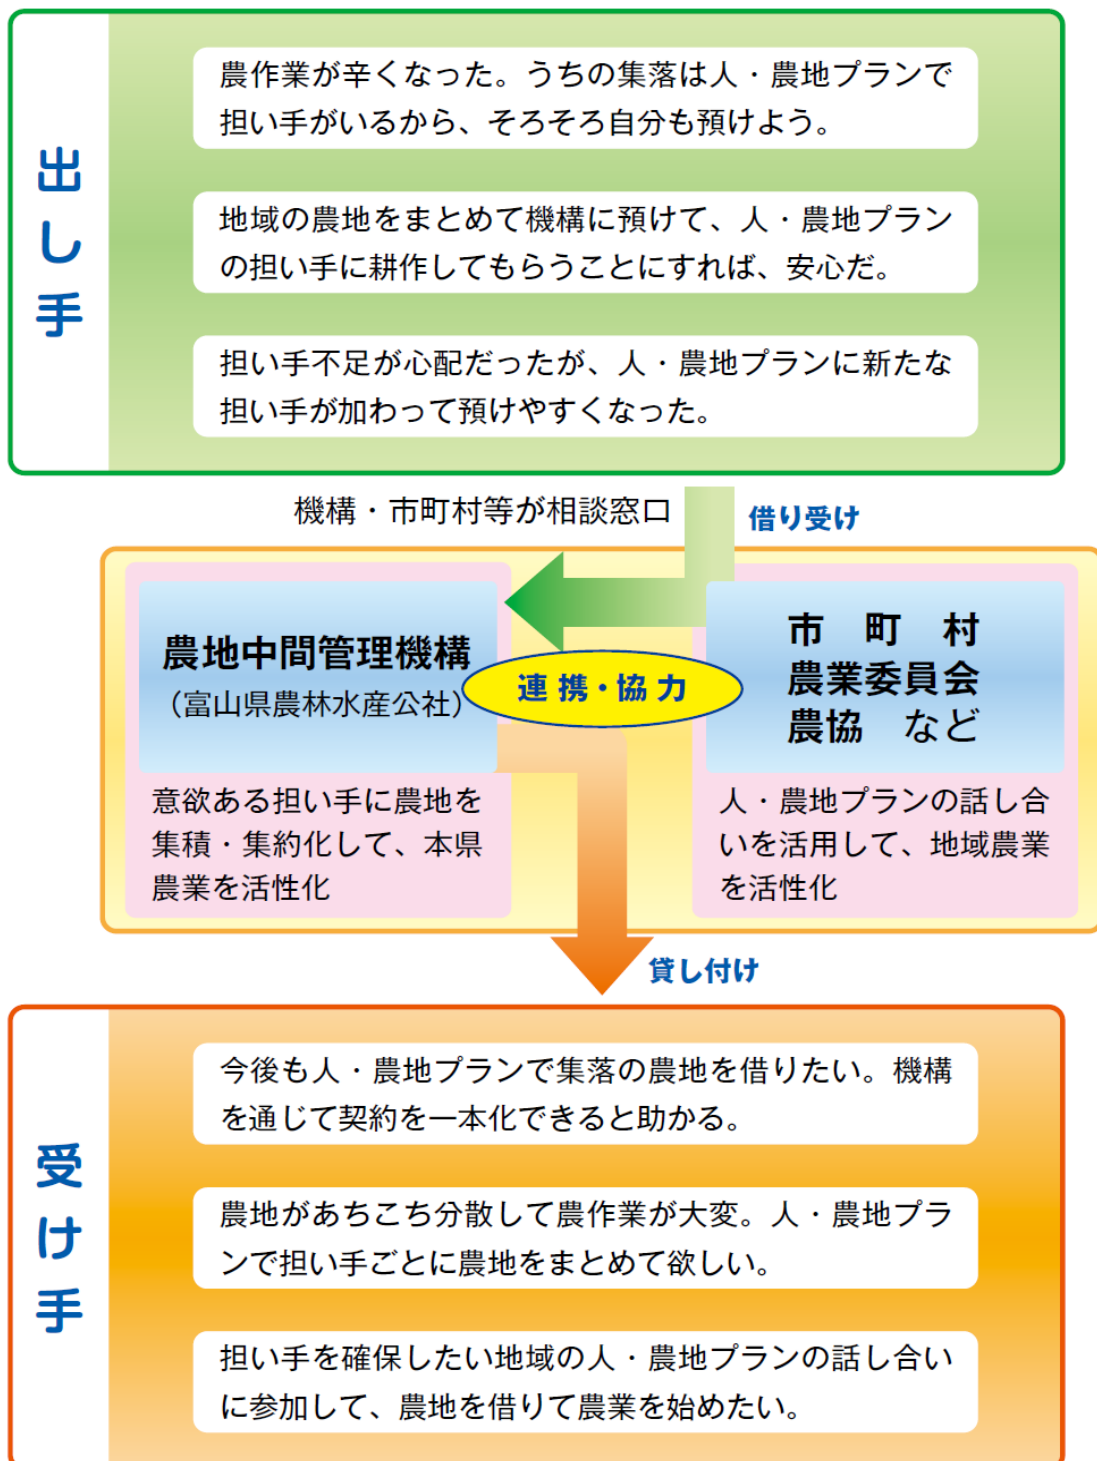 出し手
農作業が辛くなった。うちの集落は人・農地プランで
担い手がいるから、そろそろ自分も預けよう。
地域の農地をまとめて機構に預けて、人・農地プラン
の担い手に耕作してもらうことにすれば、安心だ。
担い手不足が心配だったが、人・農地プランに新たな
担い手が加わって預けやすくなった。
機構・市町村等が相談窓口
借り受け
農地中間管理機構
（富山県農林水産公社）
連携・協力
市　町　村
農業委員会
農協　など
意欲ある担い手に農地を
集積・集約化して、本県
農業を活性化
人・農地プランの話し合
いを活用して、地域農業
を活性化
貸し付け
受け手
今後も人・農地プランで集落の農地を借りたい。機構
を通じて契約を一本化できると助かる。
農地があちこち分散して農作業が大変。人・農地プラ
ンで担い手ごとに農地をまとめて欲しい。
担い手を確保したい地域の人・農地プランの話し合い
に参加して、農地を借りて農業を始めたい。